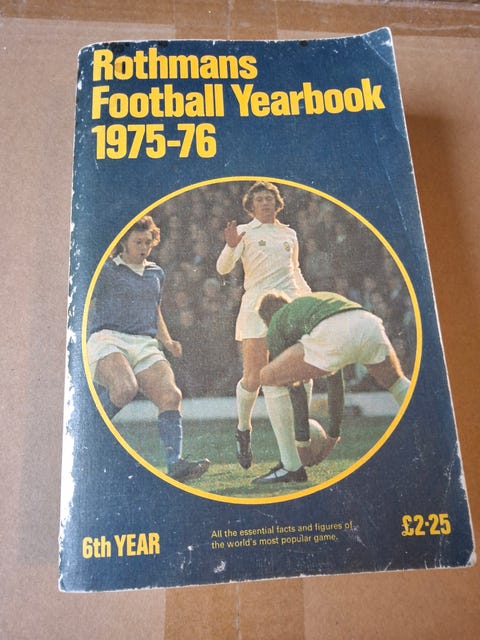 Rothmans
Football Yearbook
1975-76
6th YEAR
All the essential facts and figures of
the world's most popular game.
£2·25